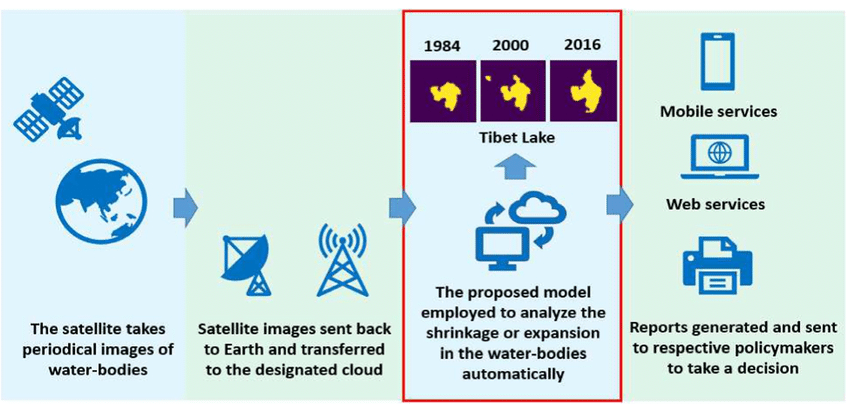 The satellite takes
periodical images of
water-bodies
Satellite images sent back
to Earth and transferred
to the designated cloud
1984 2000 2016
Tibet Lake
The proposed model
employed to analyze the
shrinkage or expansion
in the water-bodies
automatically
Mobile services
Web services
Reports generated and sent
to respective policymakers
to take a decision